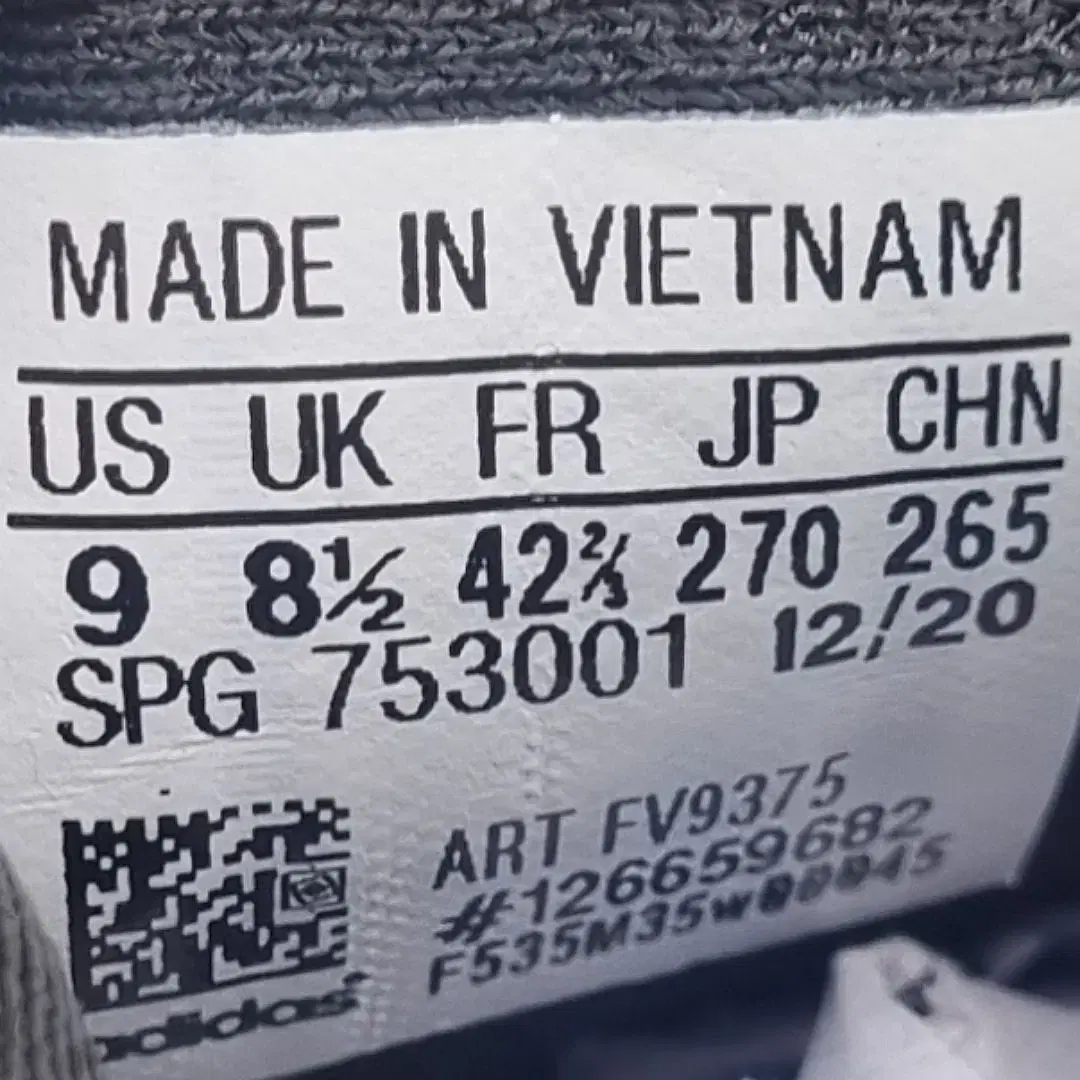 MADE IN VIETNAM
US UK FR JP CHN
9 8½ 42⅔ 270 265
SPG 753001 12/20
ART FV9375
#126659682
adidas